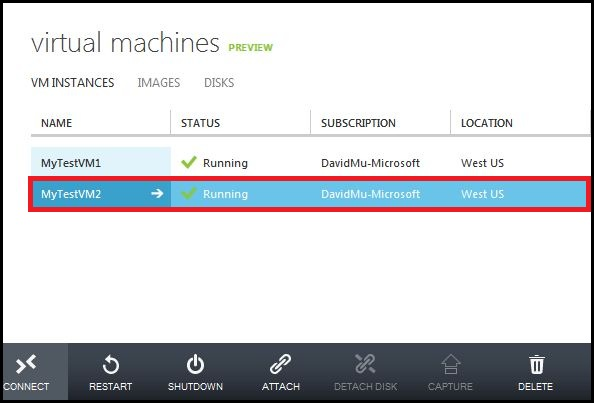 virtual machines PREVIEW
VM INSTANCES IMAGES DISKS
NAME STATUS SUBSCRIPTION LOCATION
MyTestVM1 Running DavidMu-Microsoft West US
MyTestVM2 Running DavidMu-Microsoft West US
CONNECT RESTART SHUTDOWN ATTACH DETACH DISK CAPTURE DELETE